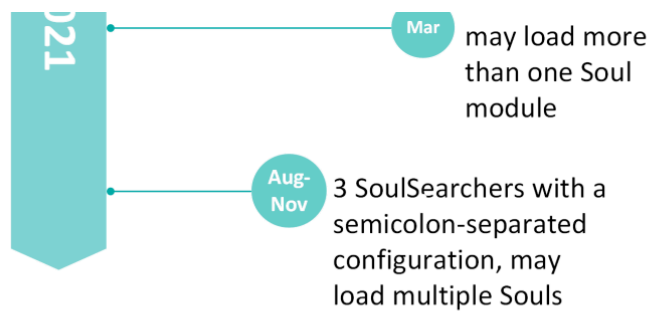 021
Mar
may load more
than one Soul
module
Aug-
Nov
3 SoulSearchers with a
semicolon-separated
configuration, may
load multiple Souls